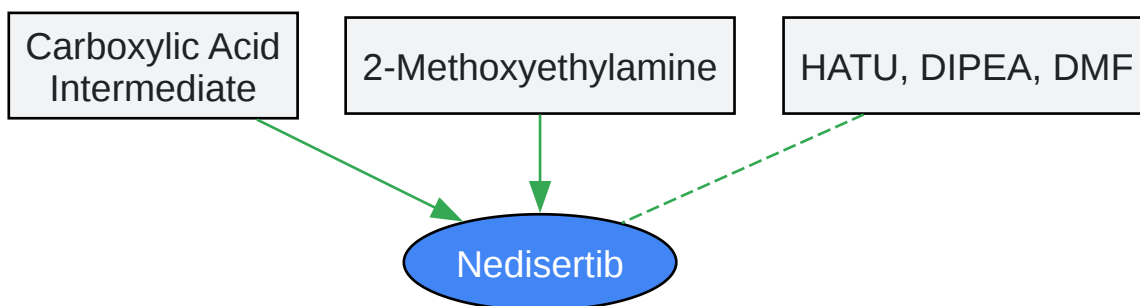 Carboxylic Acid
Intermediate
2-Methoxyethylamine
HATU, DIPEA, DMF
Nedisertib